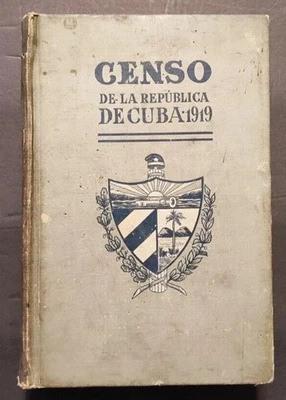 CENSO
DE·LA REPÚBLICA
DE CUBA·1919